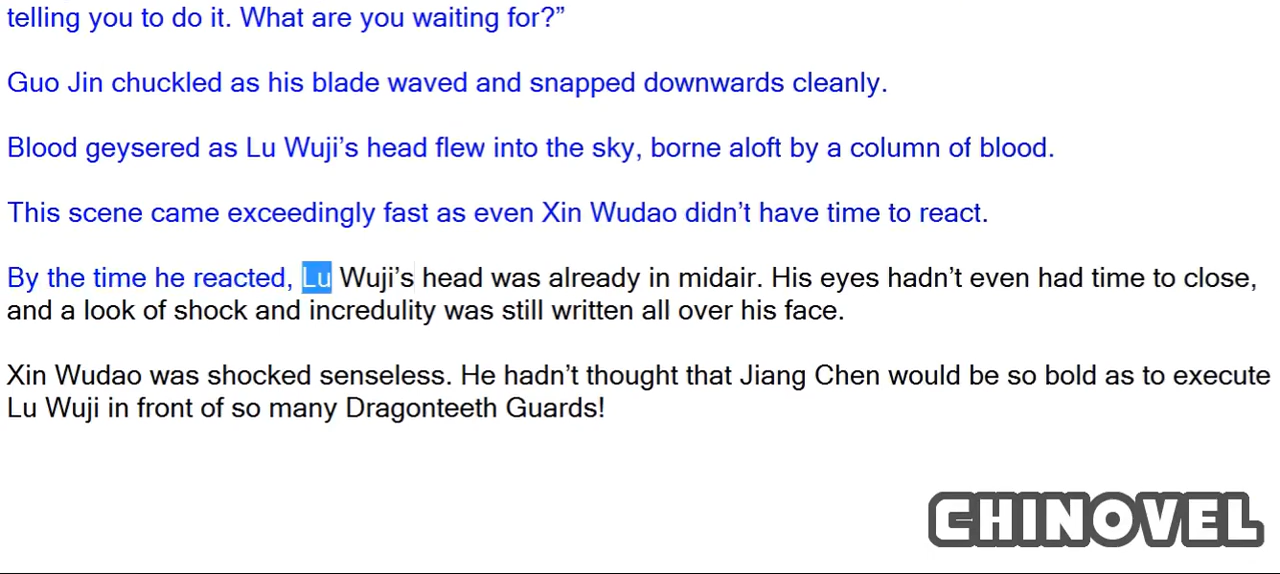 telling you to do it. What are you waiting for?”
Guo Jin chuckled as his blade waved and snapped downwards cleanly.
Blood geysered as Lu Wuji’s head flew into the sky, borne aloft by a column of blood.
This scene came exceedingly fast as even Xin Wudao didn’t have time to react.
By the time he reacted, Lu Wuji’s head was already in midair. His eyes hadn’t even had time to close,
and a look of shock and incredulity was still written all over his face.
Xin Wudao was shocked senseless. He hadn’t thought that Jiang Chen would be so bold as to execute
Lu Wuji in front of so many Dragonteeth Guards!
CHINOVEL